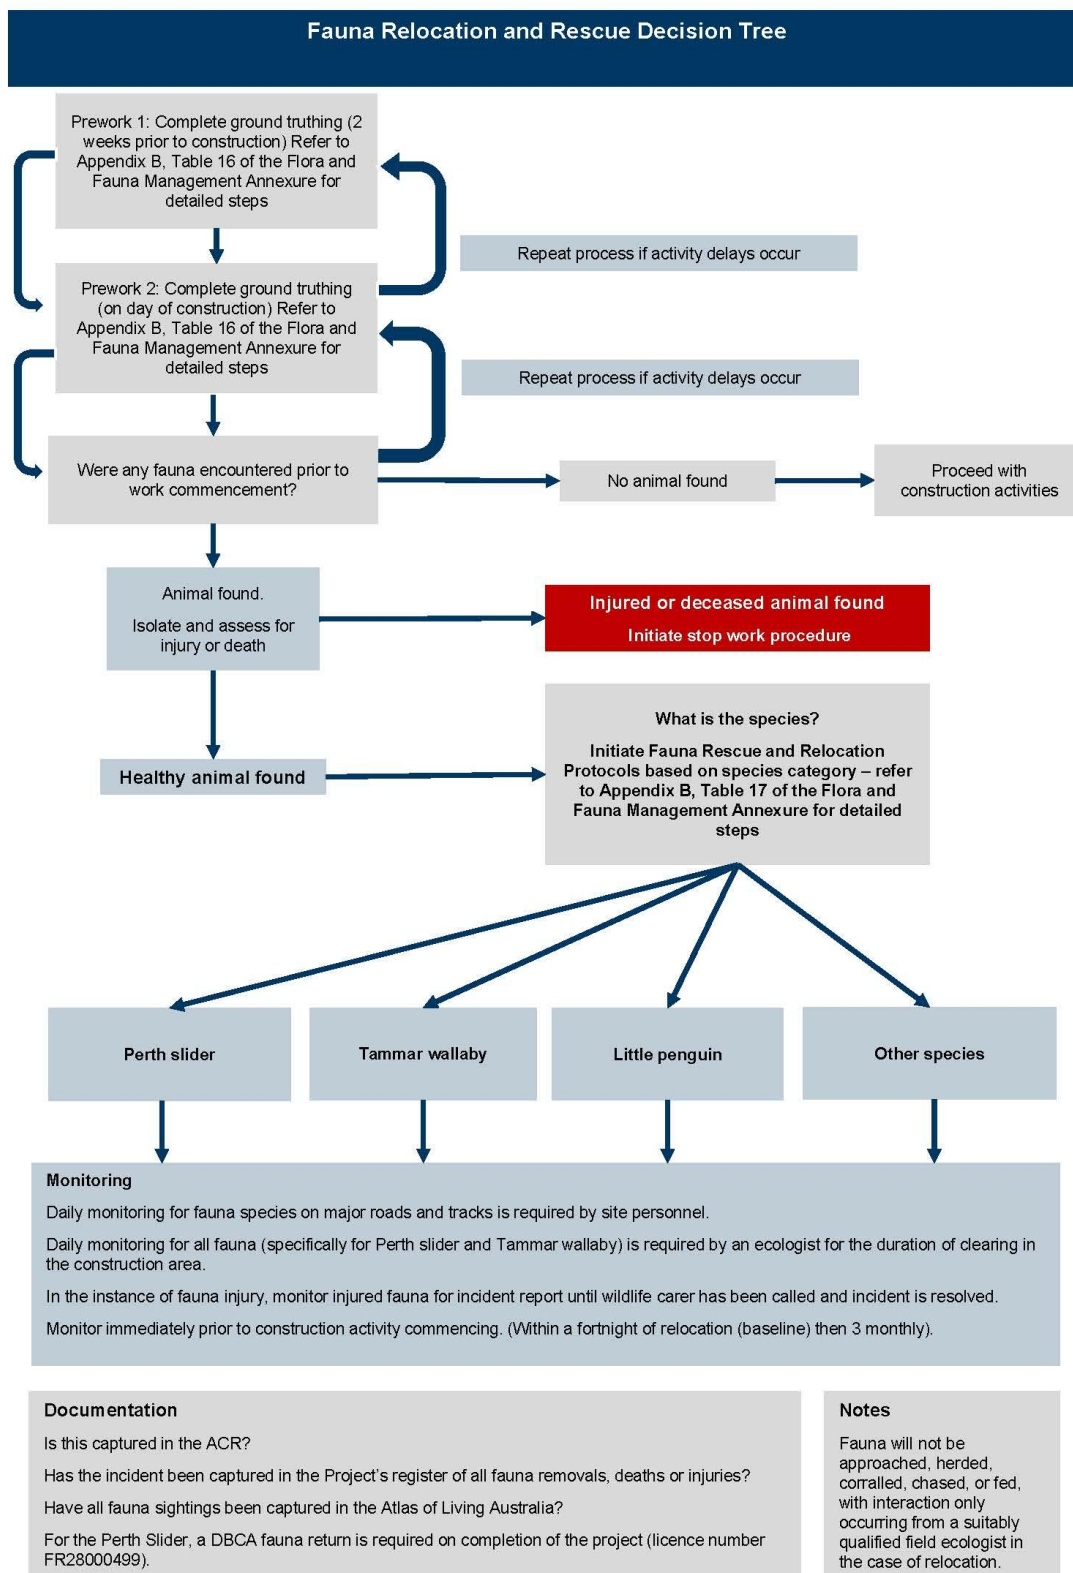 Fauna Relocation and Rescue Decision Tree
Prework 1: Complete ground truthing (2
weeks prior to construction) Refer to
Appendix B, Table 16 of the Flora and
Fauna Management Annexure for
detailed steps
Repeat process if activity delays occur
Prework 2: Complete ground truthing
(on day of construction) Refer to
Appendix B, Table 16 of the Flora and
Fauna Management Annexure for
detailed steps
Repeat process if activity delays occur
Were any fauna encountered prior to
work commencement?
No animal found
Proceed with
construction activities
Animal found.
Isolate and assess for
injury or death
Injured or deceased animal found
Initiate stop work procedure
Healthy animal found
What is the species?
Initiate Fauna Rescue and Relocation
Protocols based on species category – refer
to Appendix B, Table 17 of the Flora and
Fauna Management Annexure for detailed
steps
Perth slider
Tammar wallaby
Little penguin
Other species
Monitoring
Daily monitoring for fauna species on major roads and tracks is required by site personnel.
Daily monitoring for all fauna (specifically for Perth slider and Tammar wallaby) is required by an ecologist for the duration of clearing in
the construction area.
In the instance of fauna injury, monitor injured fauna for incident report until wildlife carer has been called and incident is resolved.
Monitor immediately prior to construction activity commencing. (Within a fortnight of relocation (baseline) then 3 monthly).
Documentation
Is this captured in the ACR?
Has the incident been captured in the Project's register of all fauna removals, deaths or injuries?
Have all fauna sightings been captured in the Atlas of Living Australia?
For the Perth Slider, a DBCA fauna return is required on completion of the project (licence number
FR28000499).
Notes
Fauna will not be
approached, herded,
corralled, chased, or fed,
with interaction only
occurring from a suitably
qualified field ecologist in
the case of relocation.